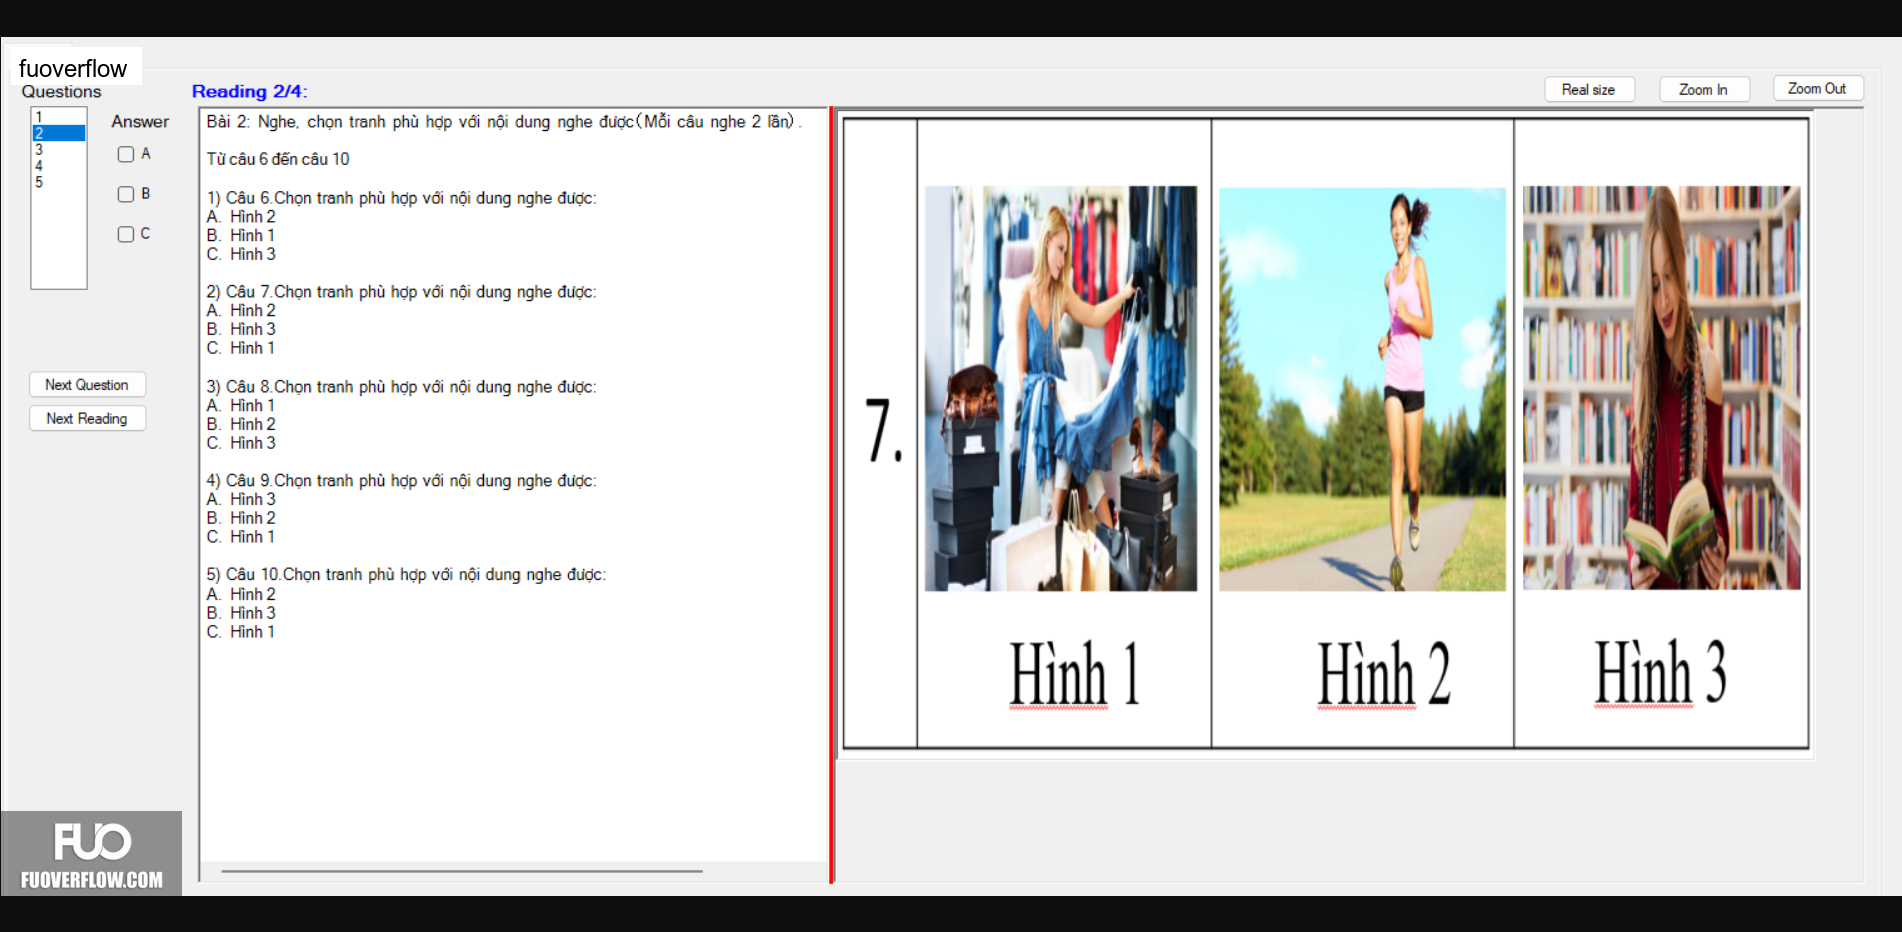 fuoverflow
Questions
Reading 2/4:
Real size
Zoom In
Zoom Out
1
2
3
4
5
Answer
A
B
C
Next Question
Next Reading
Bài 2: Nghe, chọn tranh phù hợp với nội dung nghe được(Mỗi câu nghe 2 lần) .
Từ câu 6 đến câu 10
1) Câu 6.Chọn tranh phù hợp với nội dung nghe được:
A. Hình 2
B. Hình 1
C. Hình 3
2) Câu 7.Chọn tranh phù hợp với nội dung nghe được:
A. Hình 2
B. Hình 3
C. Hình 1
3) Câu 8.Chọn tranh phù hợp với nội dung nghe được:
A. Hình 1
B. Hình 2
C. Hình 3
4) Câu 9.Chọn tranh phù hợp với nội dung nghe được:
A. Hình 3
B. Hình 2
C. Hình 1
5) Câu 10.Chọn tranh phù hợp với nội dung nghe được:
A. Hình 2
B. Hình 3
C. Hình 1
7.
Hình 1
Hình 2
Hình 3
FUO
FUOVERFLOW.COM